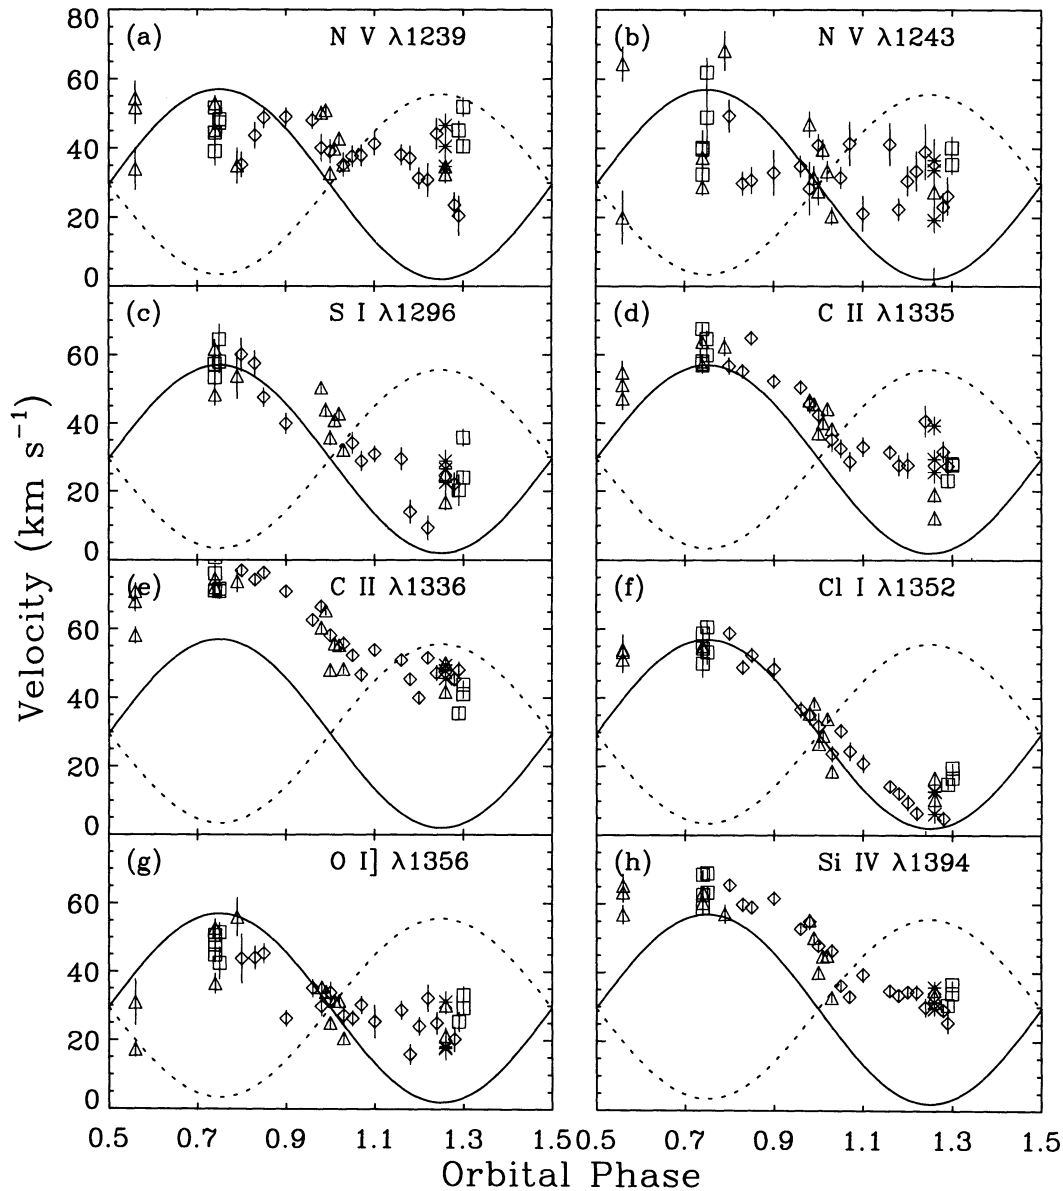 80
(a) N V λ1239
(b) N V λ1243
60
40
20
0
(c) S I λ1296
(d) C II λ1335
60
40
20
0
(e) C II λ1336
(f) Cl I λ1352
60
40
20
0
(g) O I] λ1356
(h) Si IV λ1394
60
40
20
0
0.5 0.7 0.9 1.1 1.3 1.5
0.5 0.7 0.9 1.1 1.3 1.5
Orbital Phase
Velocity (km s⁻¹)